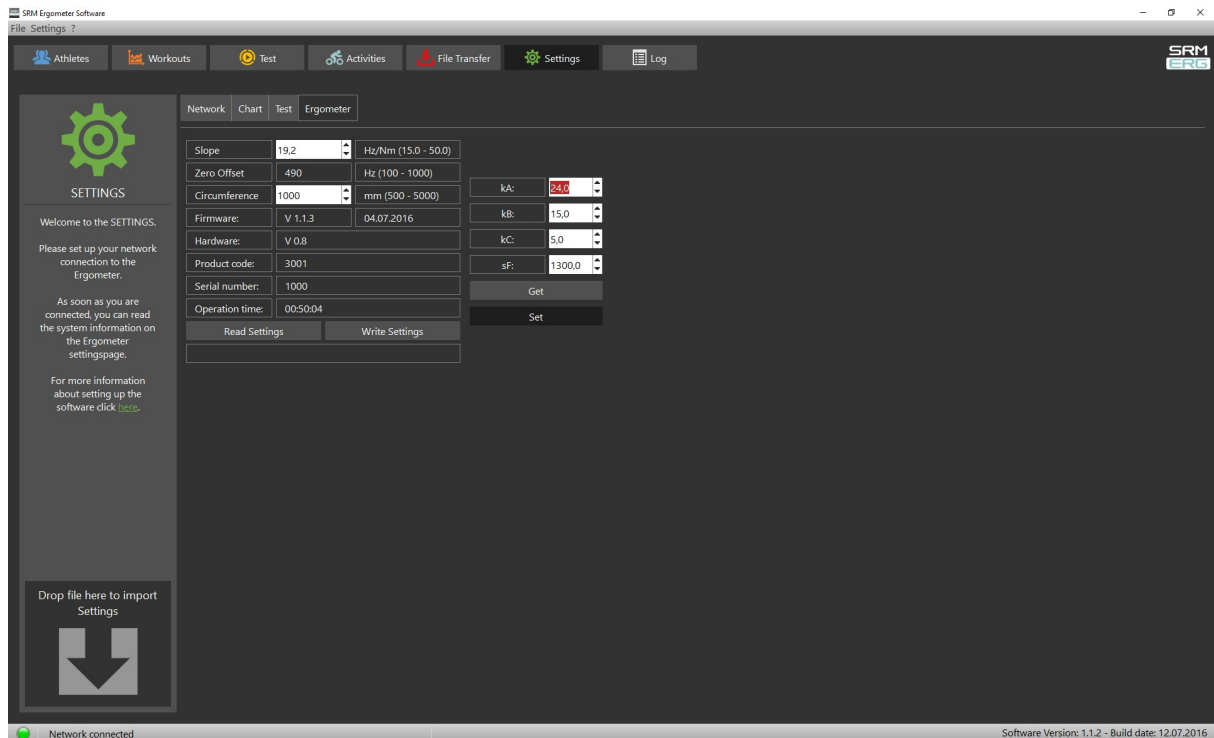 SRM Ergometer Software
File Settings ?
Athletes Workouts Test Activities File Transfer Settings Log
SRM
ERG
SETTINGS
Welcome to the SETTINGS.
Please set up your network
connection to the
Ergometer.
As soon as you are
connected, you can read
the system information on
the Ergometer
settingspage.
For more information
about setting up the
software click here.
Drop file here to import
Settings
Network Chart Test Ergometer
Slope 19,2 Hz/Nm (15.0 - 50.0)
Zero Offset 490 Hz (100 - 1000)
Circumference 1000 mm (500 - 5000)
Firmware: V 1.1.3 04.07.2016
Hardware: V 0.8
Product code: 3001
Serial number: 1000
Operation time: 00:50:04
Read Settings Write Settings
kA: 24,0
kB: 15,0
kC: 5,0
sF: 1300,0
Get
Set
Network connected
Software Version: 1.1.2 - Build date: 12.07.2016